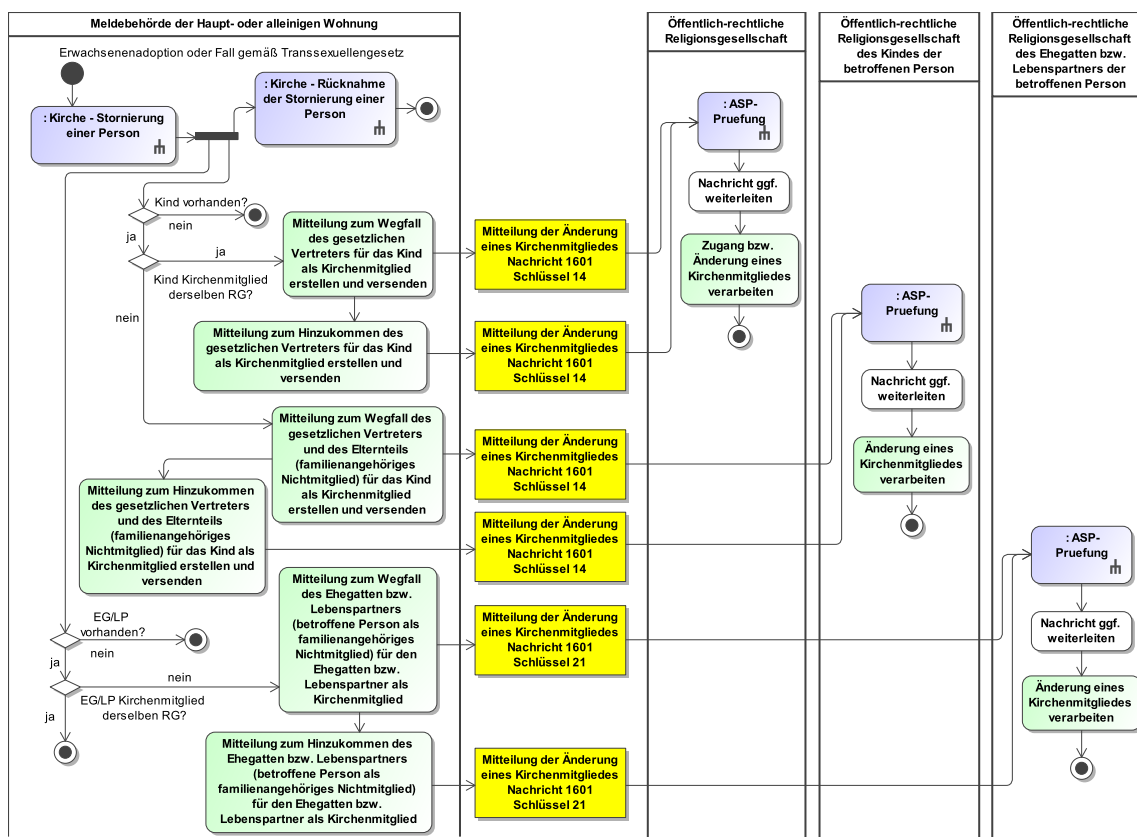 Meldebehörde der Haupt- oder alleinigen Wohnung
Öffentlich-rechtliche
Religionsgesellschaft
Öffentlich-rechtliche
Religionsgesellschaft
des Kindes der
betroffenen Person
Öffentlich-rechtliche
Religionsgesellschaft
des Ehegatten bzw.
Lebenspartners der
betroffenen Person
Erwachsenenadoption oder Fall gemäß Transsexuellengesetz
: Kirche - Stornierung
einer Person
: Kirche - Rücknahme
der Stornierung einer
Person
Kind vorhanden?
nein
ja
ja
Kind Kirchenmitglied
derselben RG?
nein
Mitteilung zum Wegfall
des gesetzlichen
Vertreters für das Kind
als Kirchenmitglied
erstellen und versenden
Mitteilung der Änderung
eines Kirchenmitgliedes
Nachricht 1601
Schlüssel 14
Mitteilung zum Hinzukommen des
gesetzlichen Vertreters für das Kind
als Kirchenmitglied erstellen und
versenden
Mitteilung der Änderung
eines Kirchenmitgliedes
Nachricht 1601
Schlüssel 14
: ASP-
Pruefung
Nachricht ggf.
weiterleiten
Zugang bzw.
Änderung eines
Kirchenmitgliedes
verarbeiten
Mitteilung zum Wegfall des
gesetzlichen Vertreters
und des Elternteils
(familienangehöriges
Nichtmitglied) für das Kind
als Kirchenmitglied
erstellen und versenden
Mitteilung der Änderung
eines Kirchenmitgliedes
Nachricht 1601
Schlüssel 14
Mitteilung zum Hinzukommen
des gesetzlichen Vertreters
und des Elternteils
(familienangehöriges
Nichtmitglied) für das Kind als
Kirchenmitglied erstellen und
versenden
Mitteilung der Änderung
eines Kirchenmitgliedes
Nachricht 1601
Schlüssel 14
: ASP-
Pruefung
Nachricht ggf.
weiterleiten
Änderung eines
Kirchenmitgliedes
verarbeiten
EG/LP
vorhanden?
nein
ja
nein
EG/LP Kirchenmitglied
derselben RG?
ja
Mitteilung zum Wegfall
des Ehegatten bzw.
Lebenspartners
(betroffene Person als
familienangehöriges
Nichtmitglied) für den
Ehegatten bzw.
Lebenspartner als
Kirchenmitglied
Mitteilung der Änderung
eines Kirchenmitgliedes
Nachricht 1601
Schlüssel 21
Mitteilung zum Hinzukommen des
Ehegatten bzw. Lebenspartners
(betroffene Person als
familienangehöriges Nichtmitglied)
für den Ehegatten bzw.
Lebenspartner als Kirchenmitglied
Mitteilung der Änderung
eines Kirchenmitgliedes
Nachricht 1601
Schlüssel 21
: ASP-
Pruefung
Nachricht ggf.
weiterleiten
Änderung eines
Kirchenmitgliedes
verarbeiten